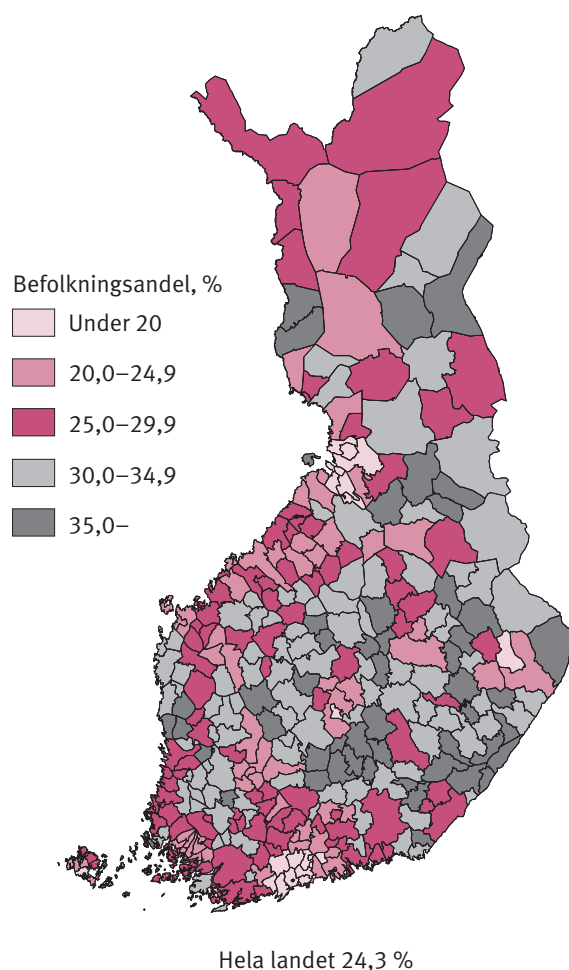 Befolkningsandel, %
Under 20
20,0–24,9
25,0–29,9
30,0–34,9
35,0–
Hela landet 24,3 %